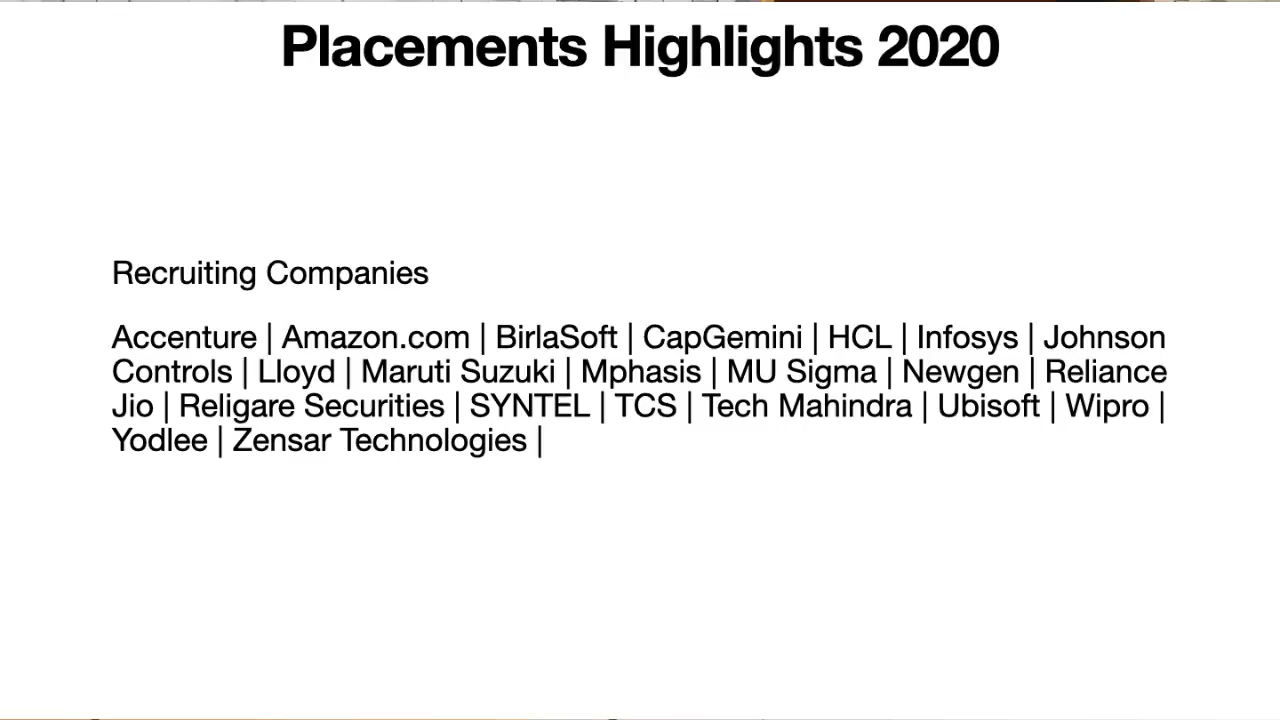 Placements Highlights 2020
Recruiting Companies
Accenture | Amazon.com | BirlaSoft | CapGemini | HCL | Infosys | Johnson
Controls | Lloyd | Maruti Suzuki | Mphasis | MU Sigma | Newgen | Reliance
Jio | Religare Securities | SYNTEL | TCS | Tech Mahindra | Ubisoft | Wipro |
Yodlee | Zensar Technologies |